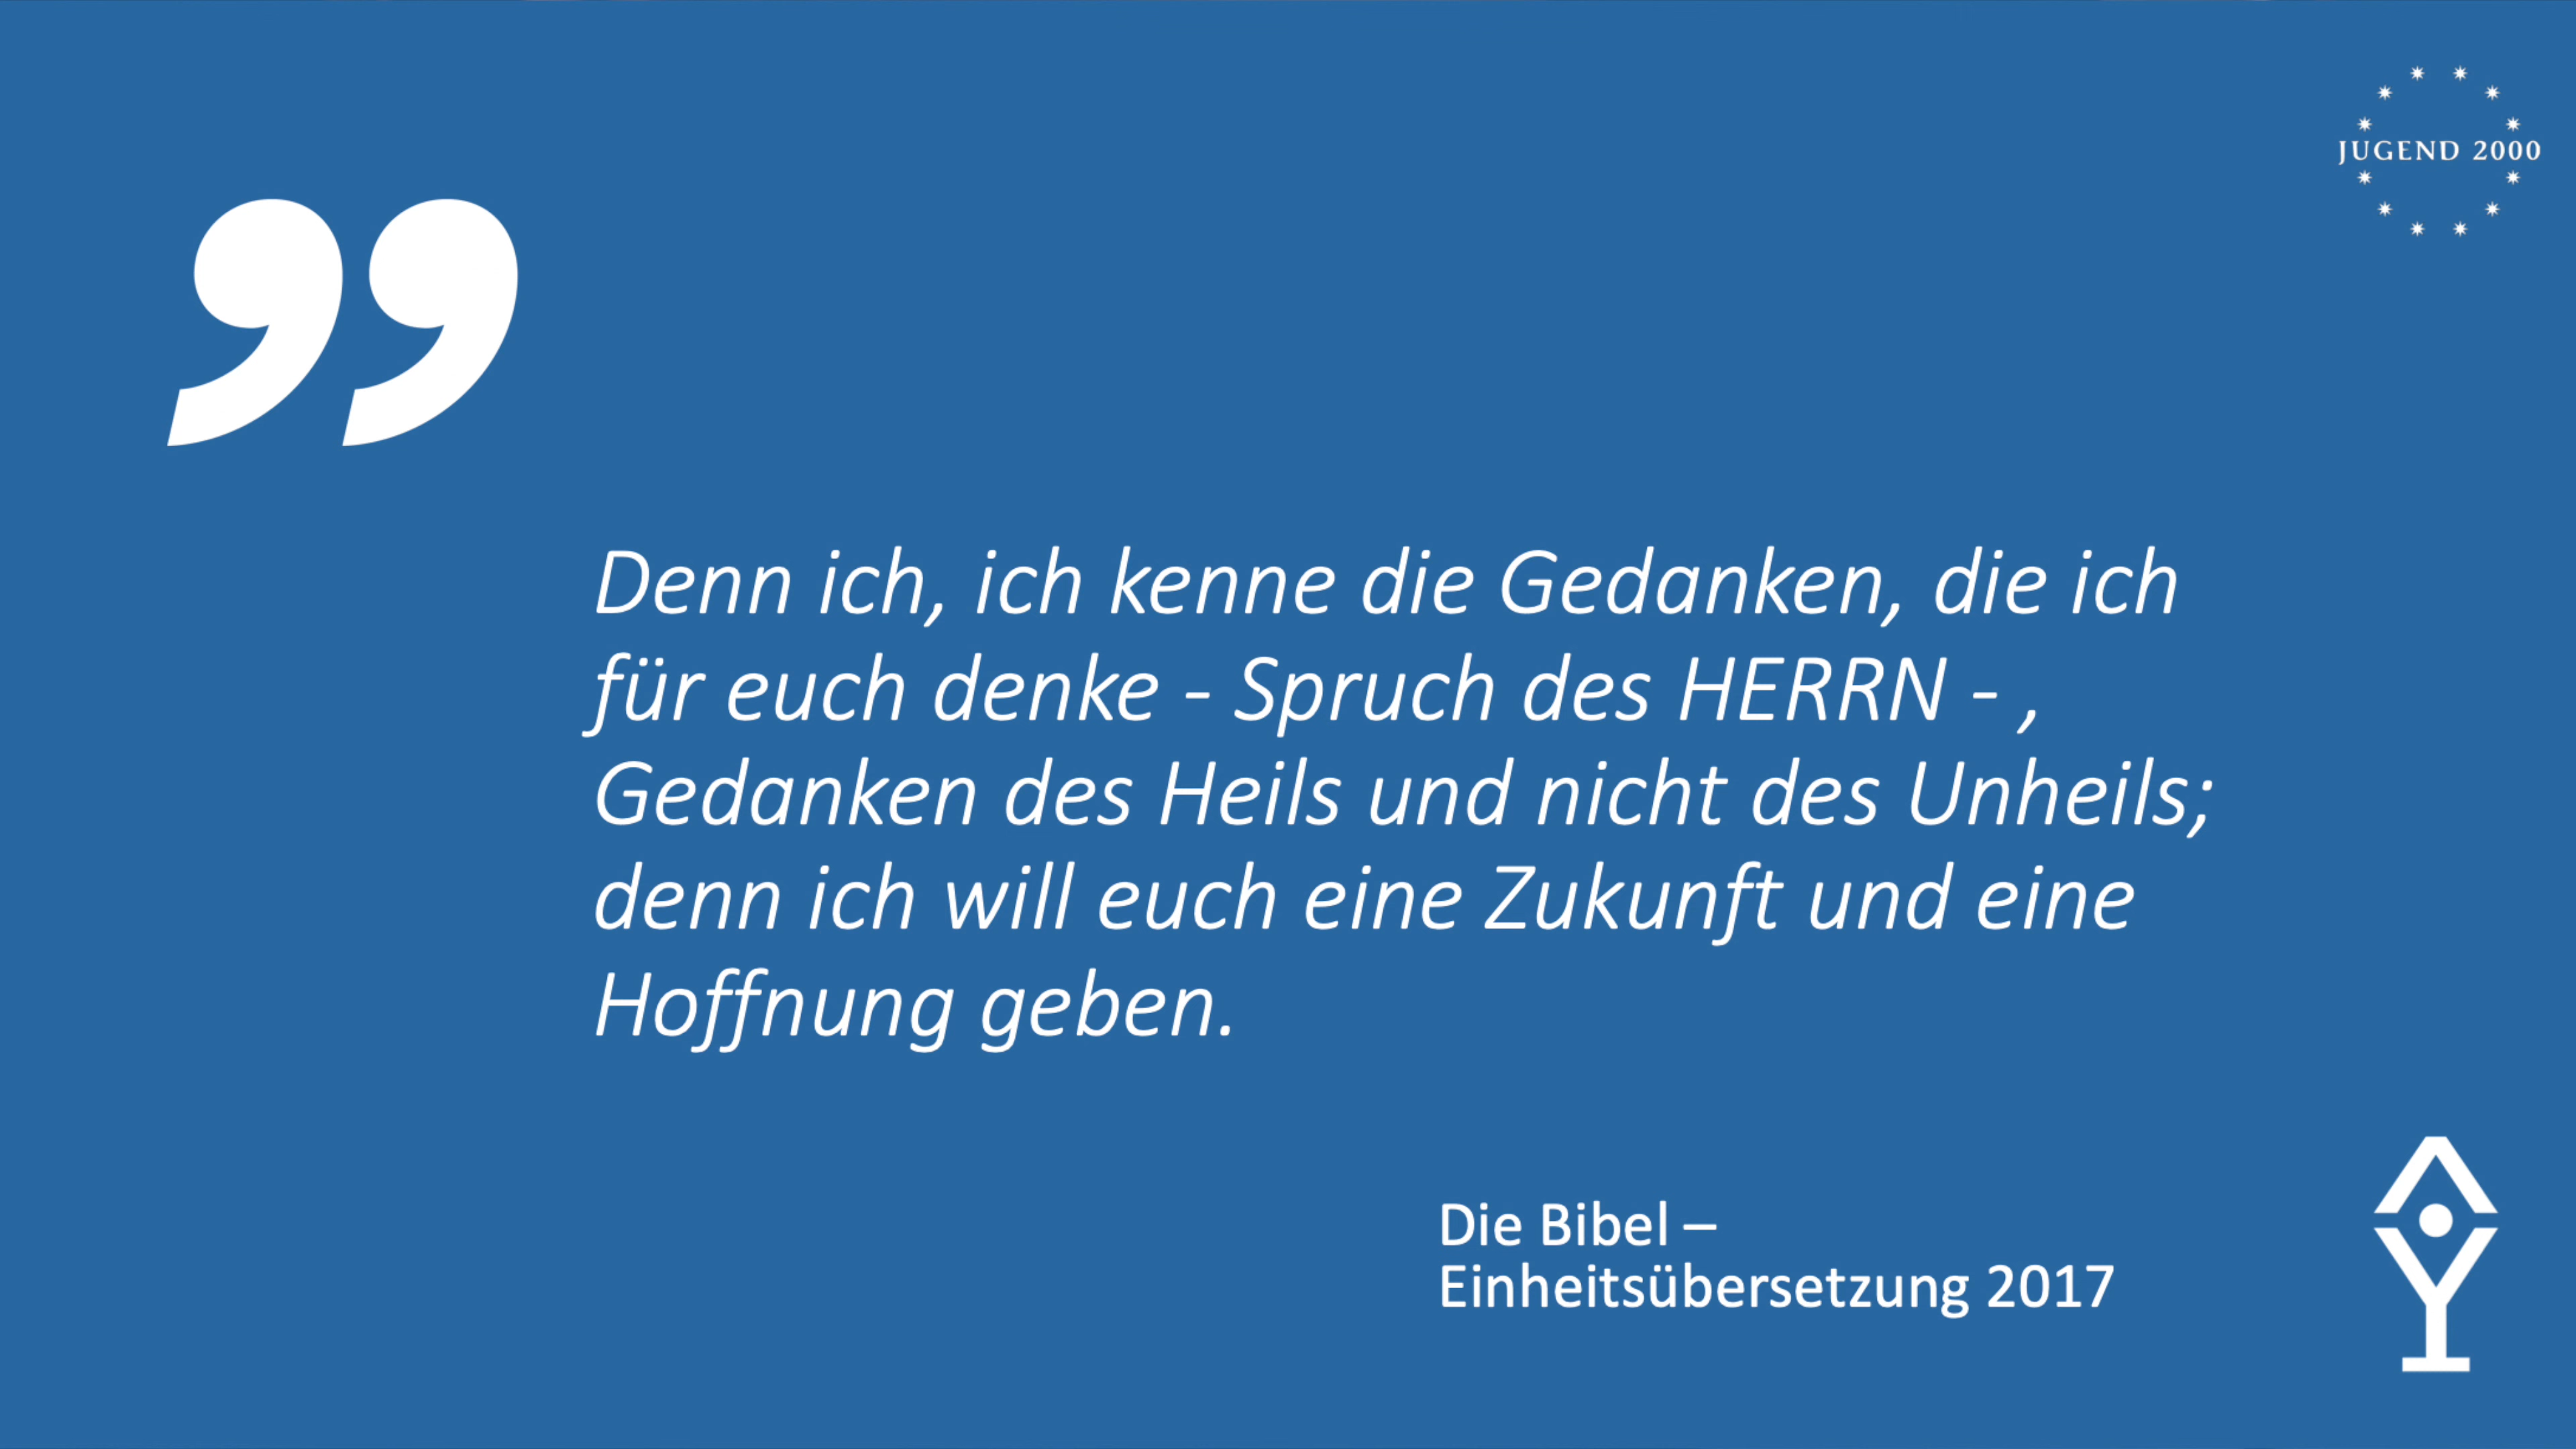 JUGEND 2000
”
Denn ich, ich kenne die Gedanken, die ich
für euch denke - Spruch des HERRN - ,
Gedanken des Heils und nicht des Unheils;
denn ich will euch eine Zukunft und eine
Hoffnung geben.
Die Bibel –
Einheitsübersetzung 2017